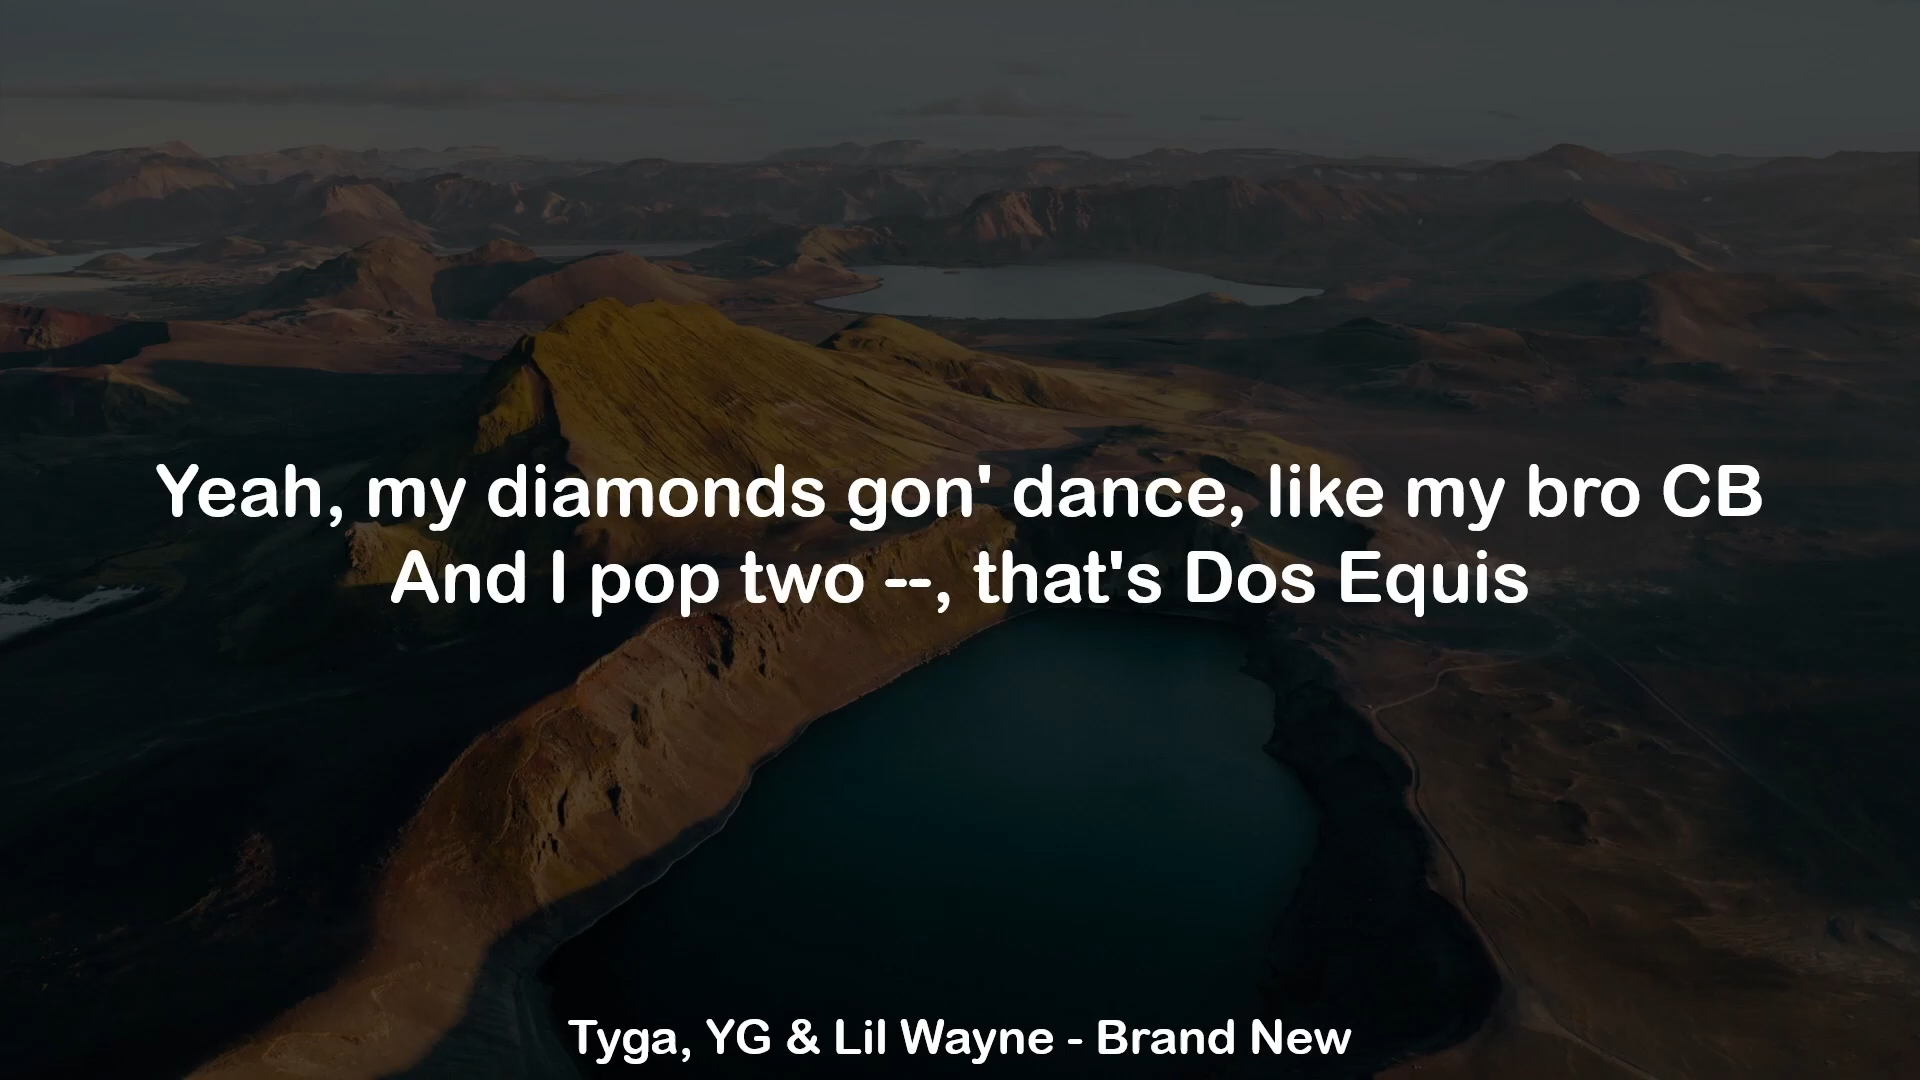 Yeah, my diamonds gon' dance, like my bro CB
And I pop two --, that's Dos Equis
Tyga, YG & Lil Wayne - Brand New